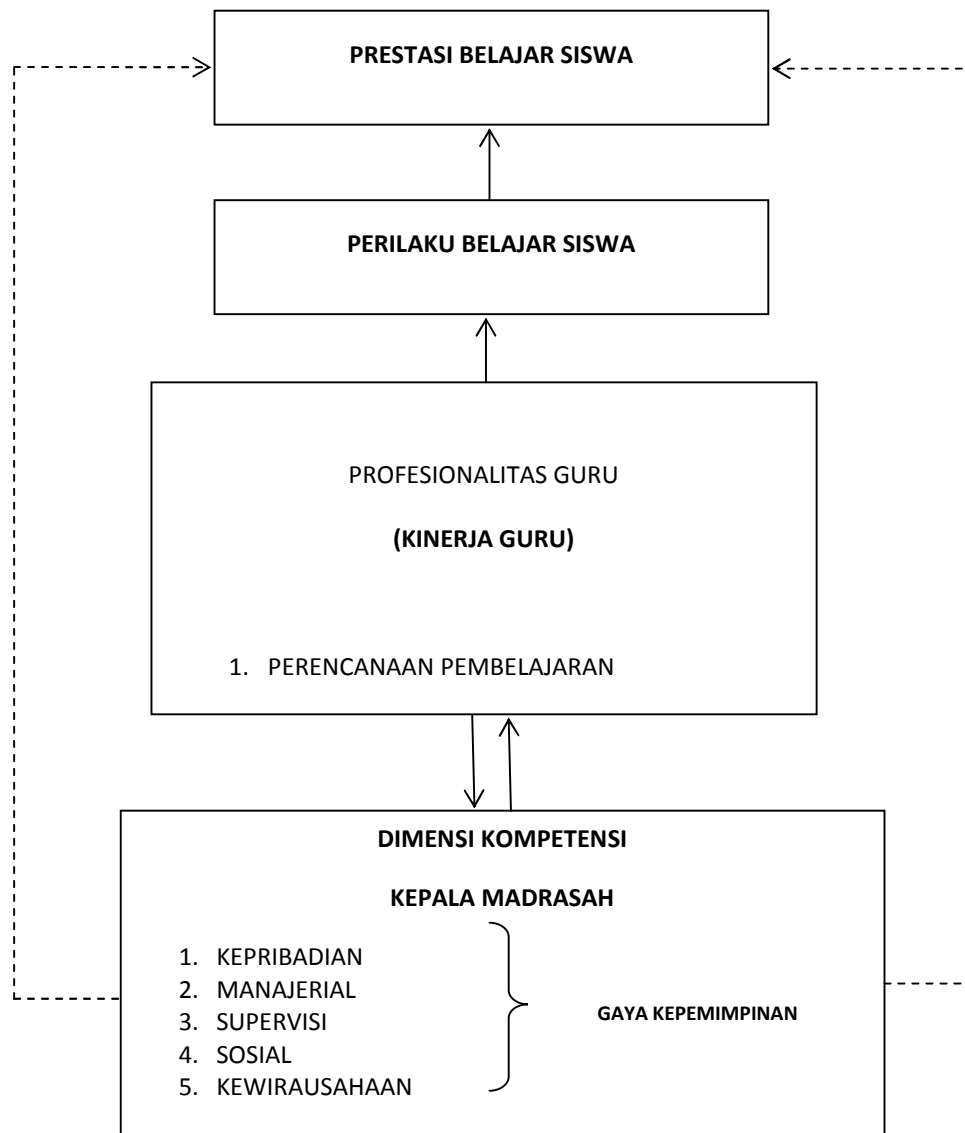 PRESTASI BELAJAR SISWA
PERILAKU BELAJAR SISWA
PROFESIONALITAS GURU
(KINERJA GURU)
1. PERENCANAAN PEMBELAJARAN
DIMENSI KOMPETENSI
KEPALA MADRASAH
1. KEPRIBADIAN
2. MANAJERIAL
3. SUPERVISI
4. SOSIAL
5. KEWIRAUSAHAAN
GAYA KEPEMIMPINAN